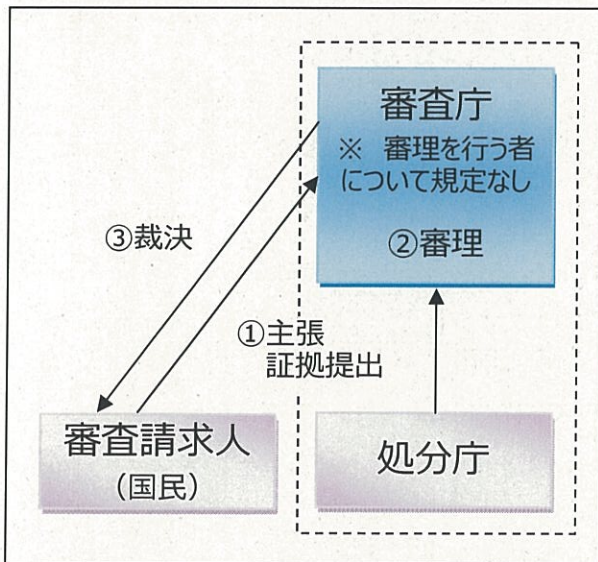 審査庁
※ 審理を行う者
について規定なし
②審理
③裁決
①主張
証拠提出
審査請求人
(国民)
処分庁